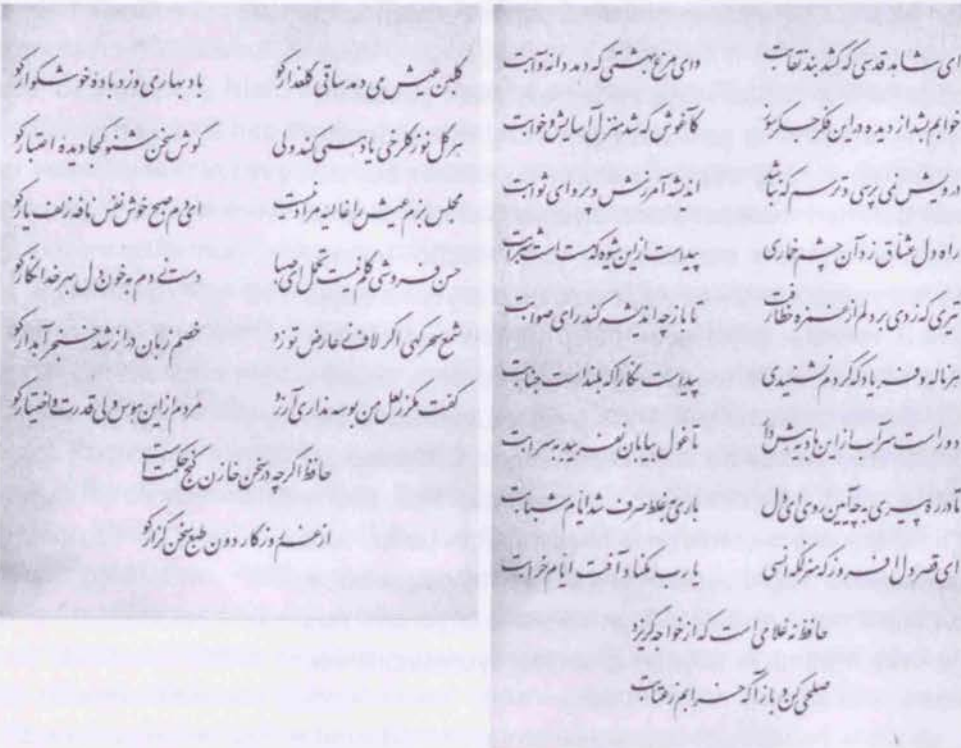 ای شاهد قدسی که کشد بند نقابت وای مرغ بهشتی که دهد دانه و آبت
خوابم بشد از دیده در این فکر جگرسوز کاغوش که شد منزل آسایش و خوابت
درویش نمی پرسی و ترسم که نباشد اندیشه آمرزش و پروای ثوابت
راه دل عشاق زد آن چشم خماری پیداست از این شیوه که مست است شرابت
تیری که زدی بر دلم از غمزه خطا رفت تا باز چه اندیشه کند رای صوابت
هر ناله و فریاد که کردم نشنیدی پیداست نگارا که بلند است جنابت
دور است سر آب از این بادیه هش دار تا غول بیابان نفریبد به سرابت
تا در ره پیری به چه آیین روی ای دل باری به غلط صرف شد ایام شبابت
ای قصر دل افروز که منزلگه انسی یا رب مکناد آفت ایام خرابت
حافظ نه غلامی است که از خواجه گریزد
صلحی کن و باز آ که خرابم ز عتابت
گلبن عیش می دمد ساقی گلعذار کو باد بهار می وزد باده خوشگوار کو
هر گل نو ز گلرخی یاد همی کند ولی گوش سخن شنو کجا دیده اعتبار کو
مجلس بزم عیش را غالیه مراد نیست ای دم صبح خوش نفس نافه زلف یار کو
حسن فروشی گلم نیست تحمل ای صبا دست زدم به خون دل بهر خدا نگار کو
شمع سحرگهی اگر لاف ز عارض تو زد خصم زبان دراز شد خنجر آبدار کو
گفت مگر ز لعل من بوسه نداری آرزو مردم از این هوس ولی قدرت و اختیار کو
حافظ اگر چه در سخن خازن گنج حکمت است
از غم روزگار دون طبع سخن گزار کو